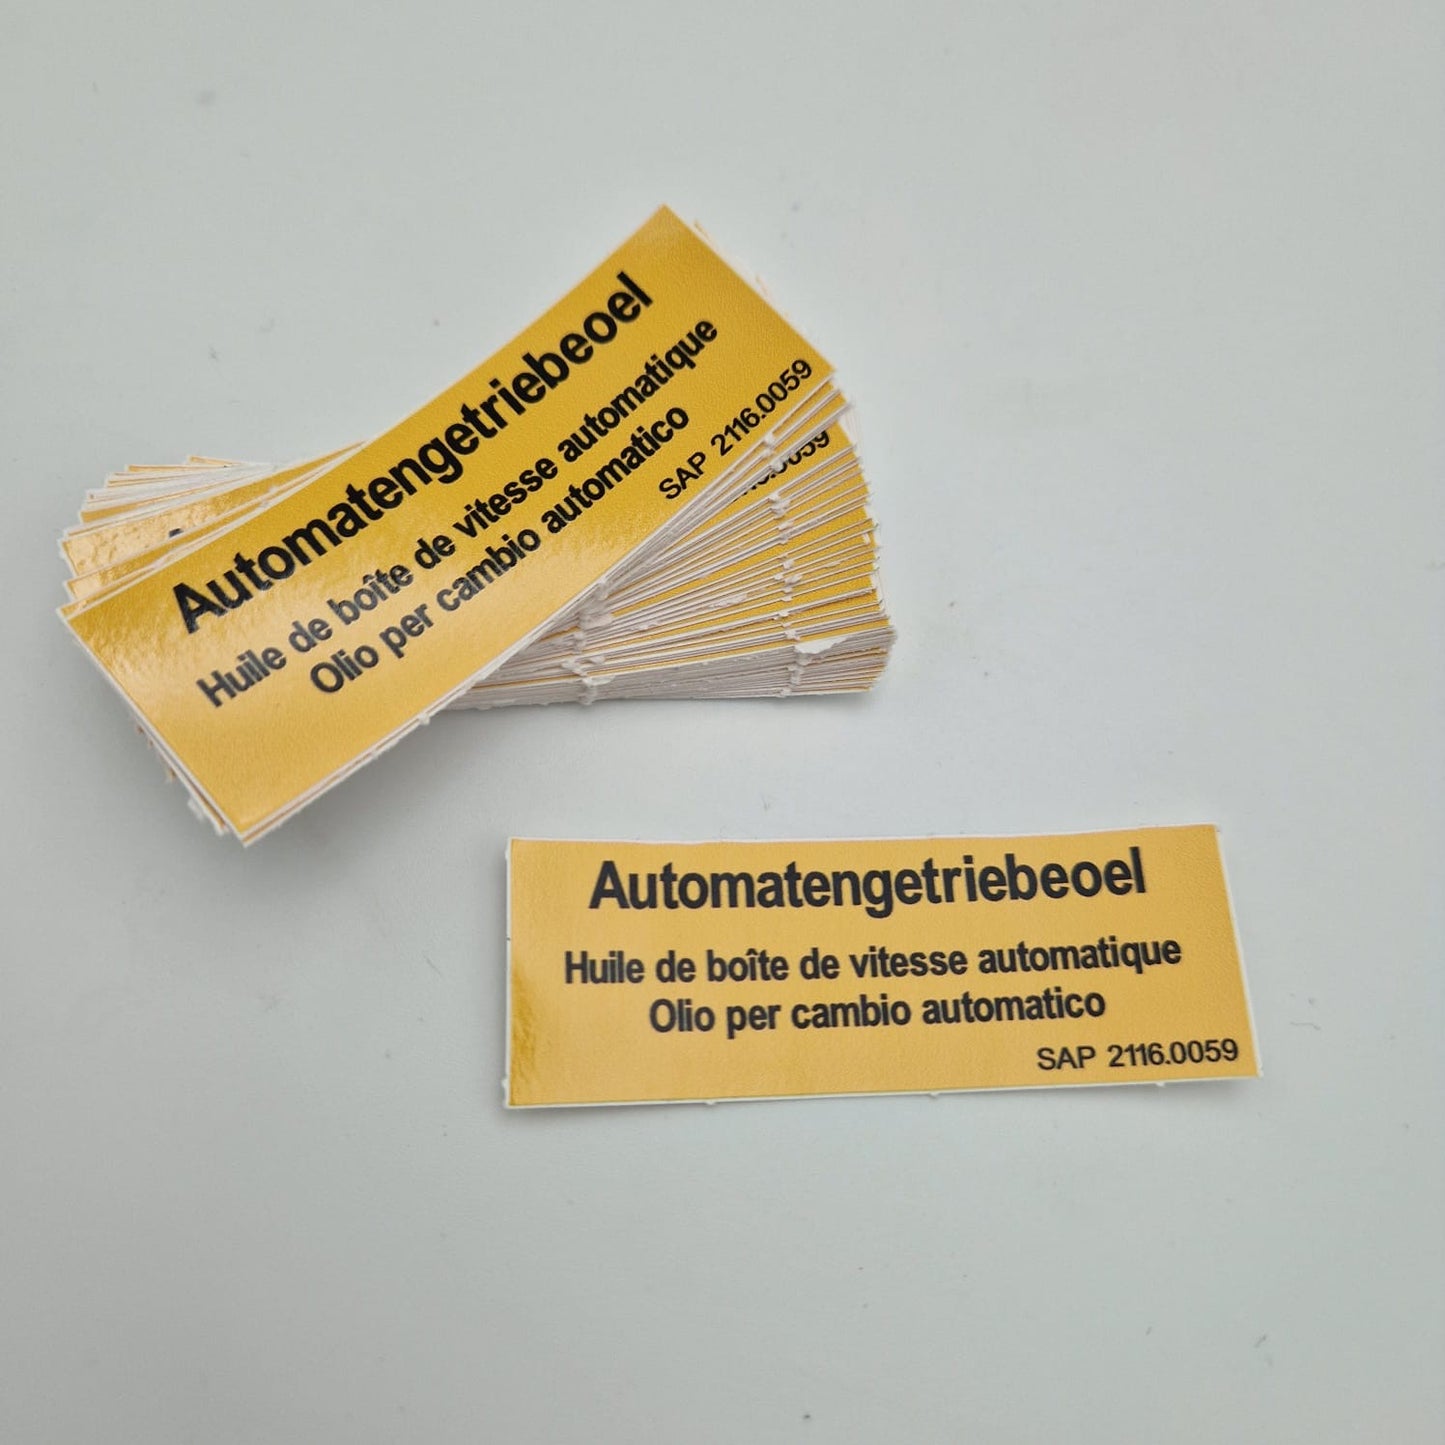 Automatengetriebeoel
Huile de boîte de vitesse automatique
Olio per cambio automatico
SAP 2116.0059
0059
Automatengetriebeoel
Huile de boîte de vitesse automatique
Olio per cambio automatico
SAP 2116.0059